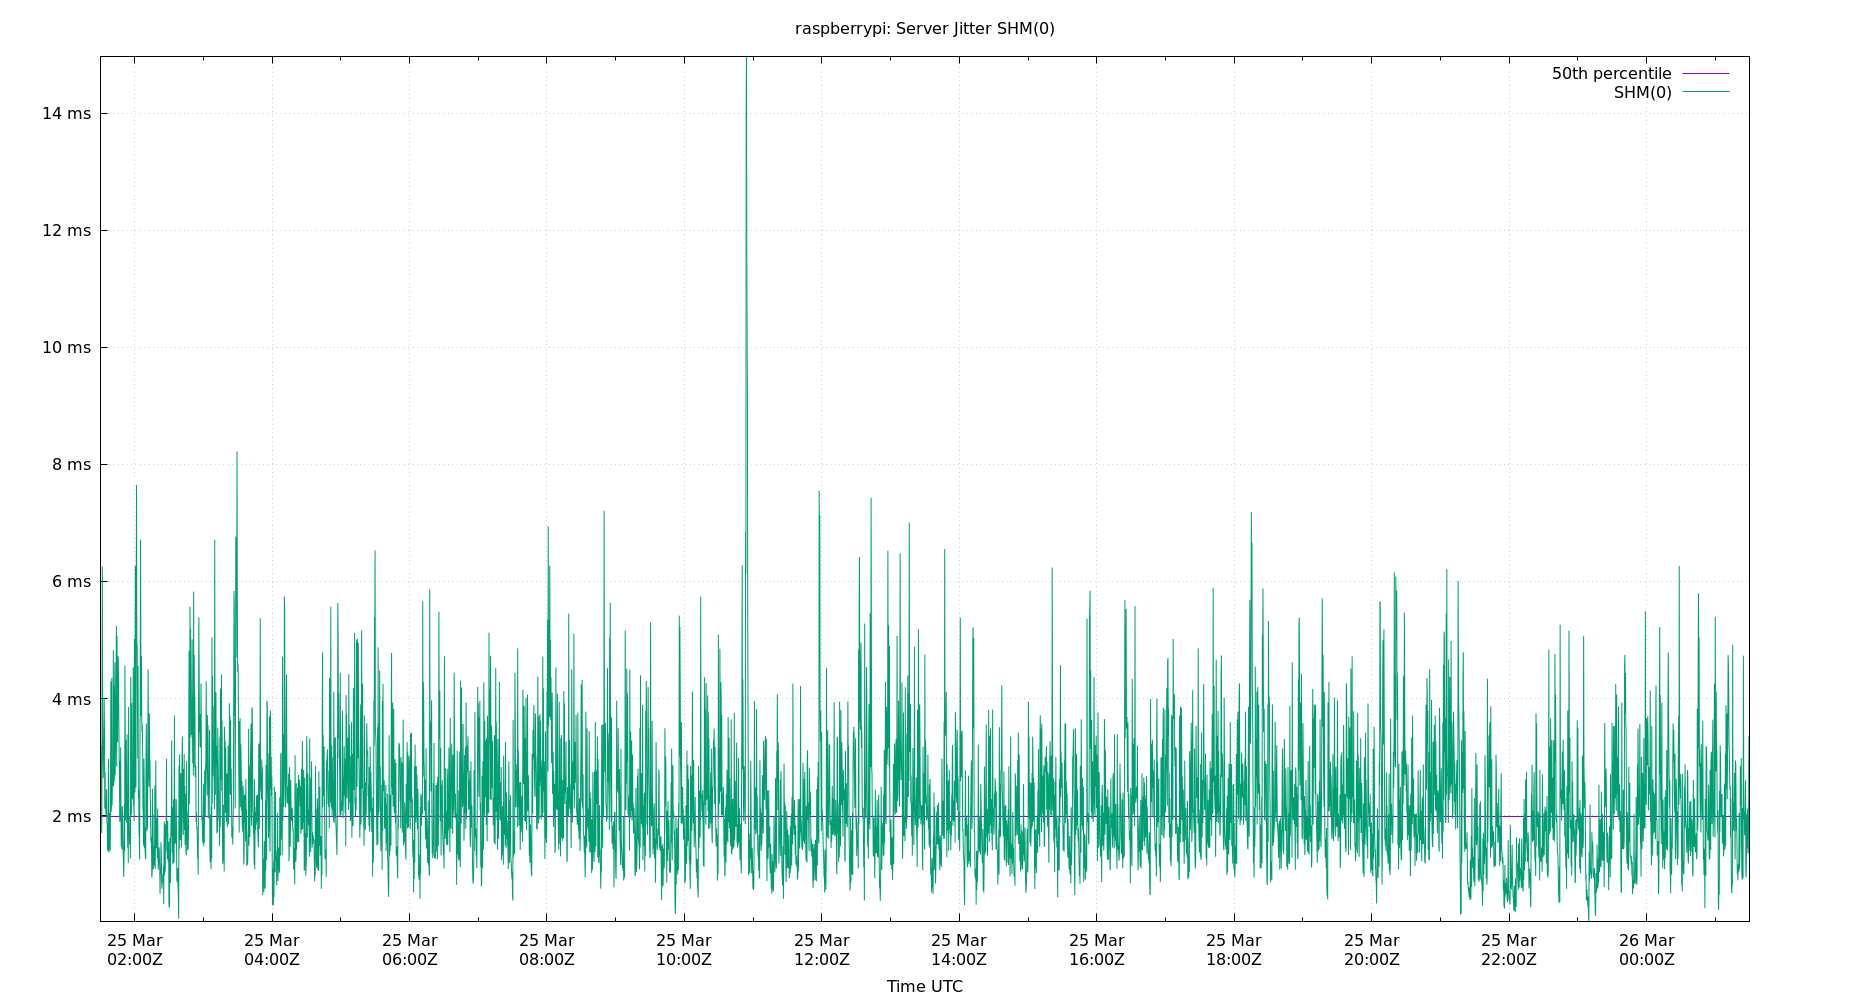 raspberrypi: Server Jitter SHM(0)
50th percentile
SHM(0)
14 ms
12 ms
10 ms
8 ms
6 ms
4 ms
2 ms
25 Mar 25 Mar 25 Mar 25 Mar 25 Mar 25 Mar 25 Mar 25 Mar 25 Mar 25 Mar 25 Mar 26 Mar
02:00Z 04:00Z 06:00Z 08:00Z 10:00Z 12:00Z 14:00Z 16:00Z 18:00Z 20:00Z 22:00Z 00:00Z
Time UTC